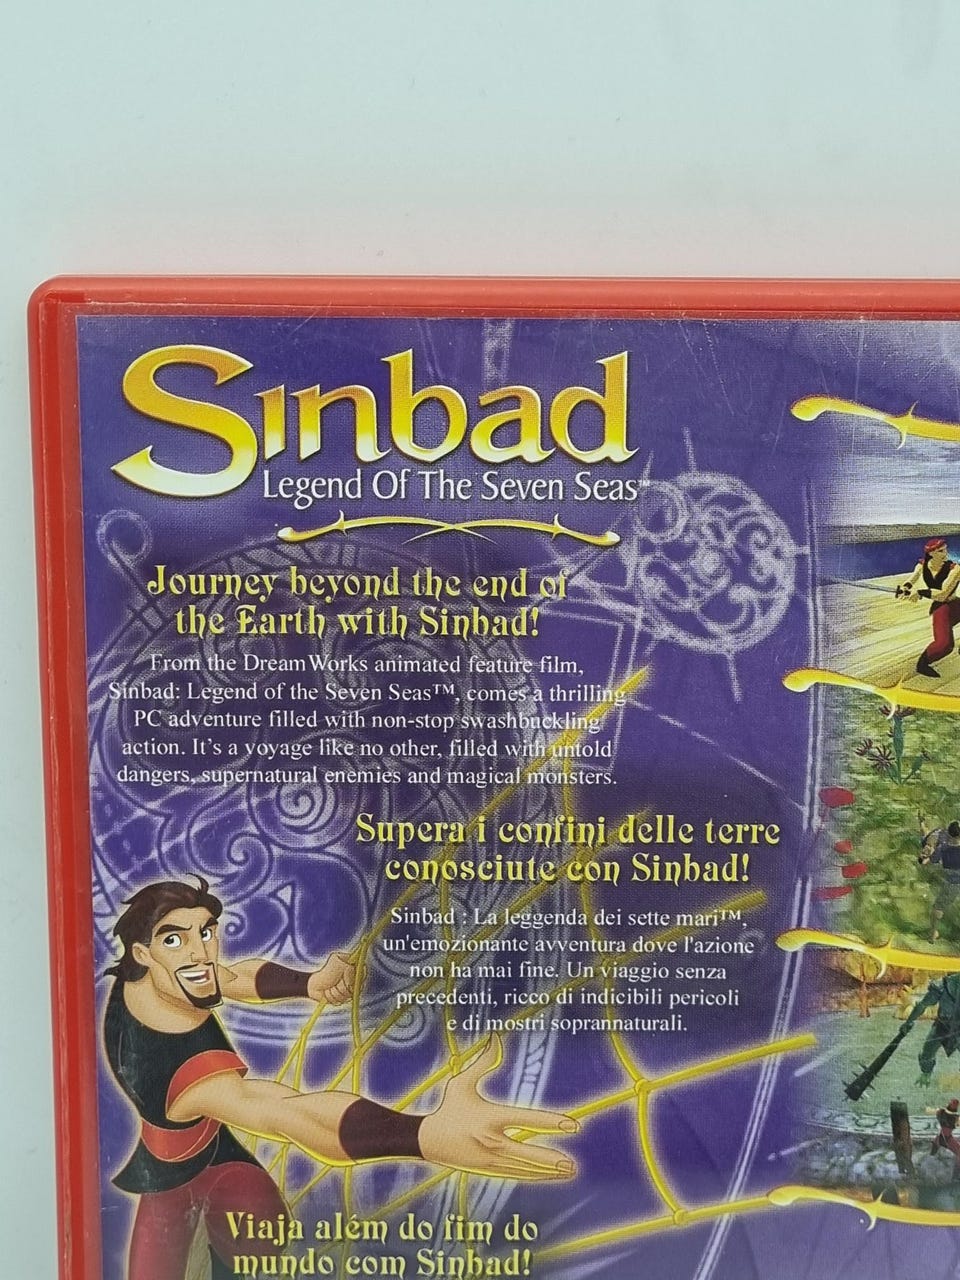 Sinbad
Legend Of The Seven Seas™
Journey beyond the end of
the Earth with Sinbad!
From the DreamWorks animated feature film,
Sinbad: Legend of the Seven Seas™, comes a thrilling
PC adventure filled with non-stop swashbuckling
action. It's a voyage like no other, filled with untold
dangers, supernatural enemies and magical monsters.
Supera i confini delle terre
conosciute con Sinbad!
Sinbad : La leggenda dei sette mari™,
un'emozionante avventura dove l'azione
non ha mai fine. Un viaggio senza
precedenti, ricco di indicibili pericoli
e di mostri soprannaturali.
Viaja além do fim do
mundo com Sinbad!